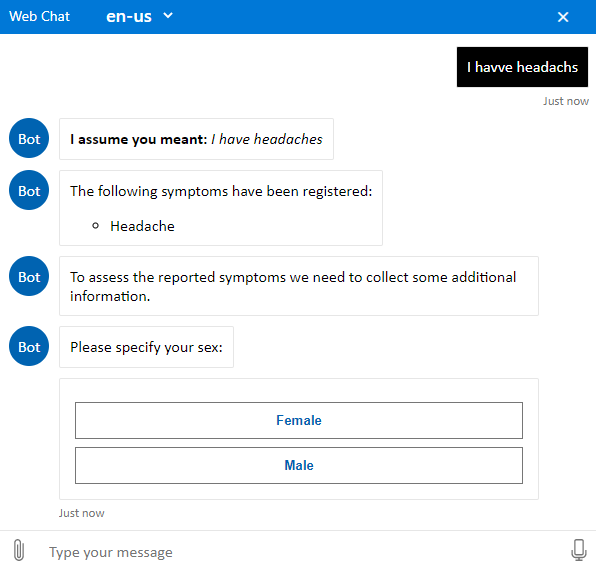 Web Chat en-us
I havve headachs
Just now
Bot
I assume you meant: I have headaches
Bot
The following symptoms have been registered:
Headache
Bot
To assess the reported symptoms we need to collect some additional
information.
Bot
Please specify your sex:
Female
Male
Just now
Type your message